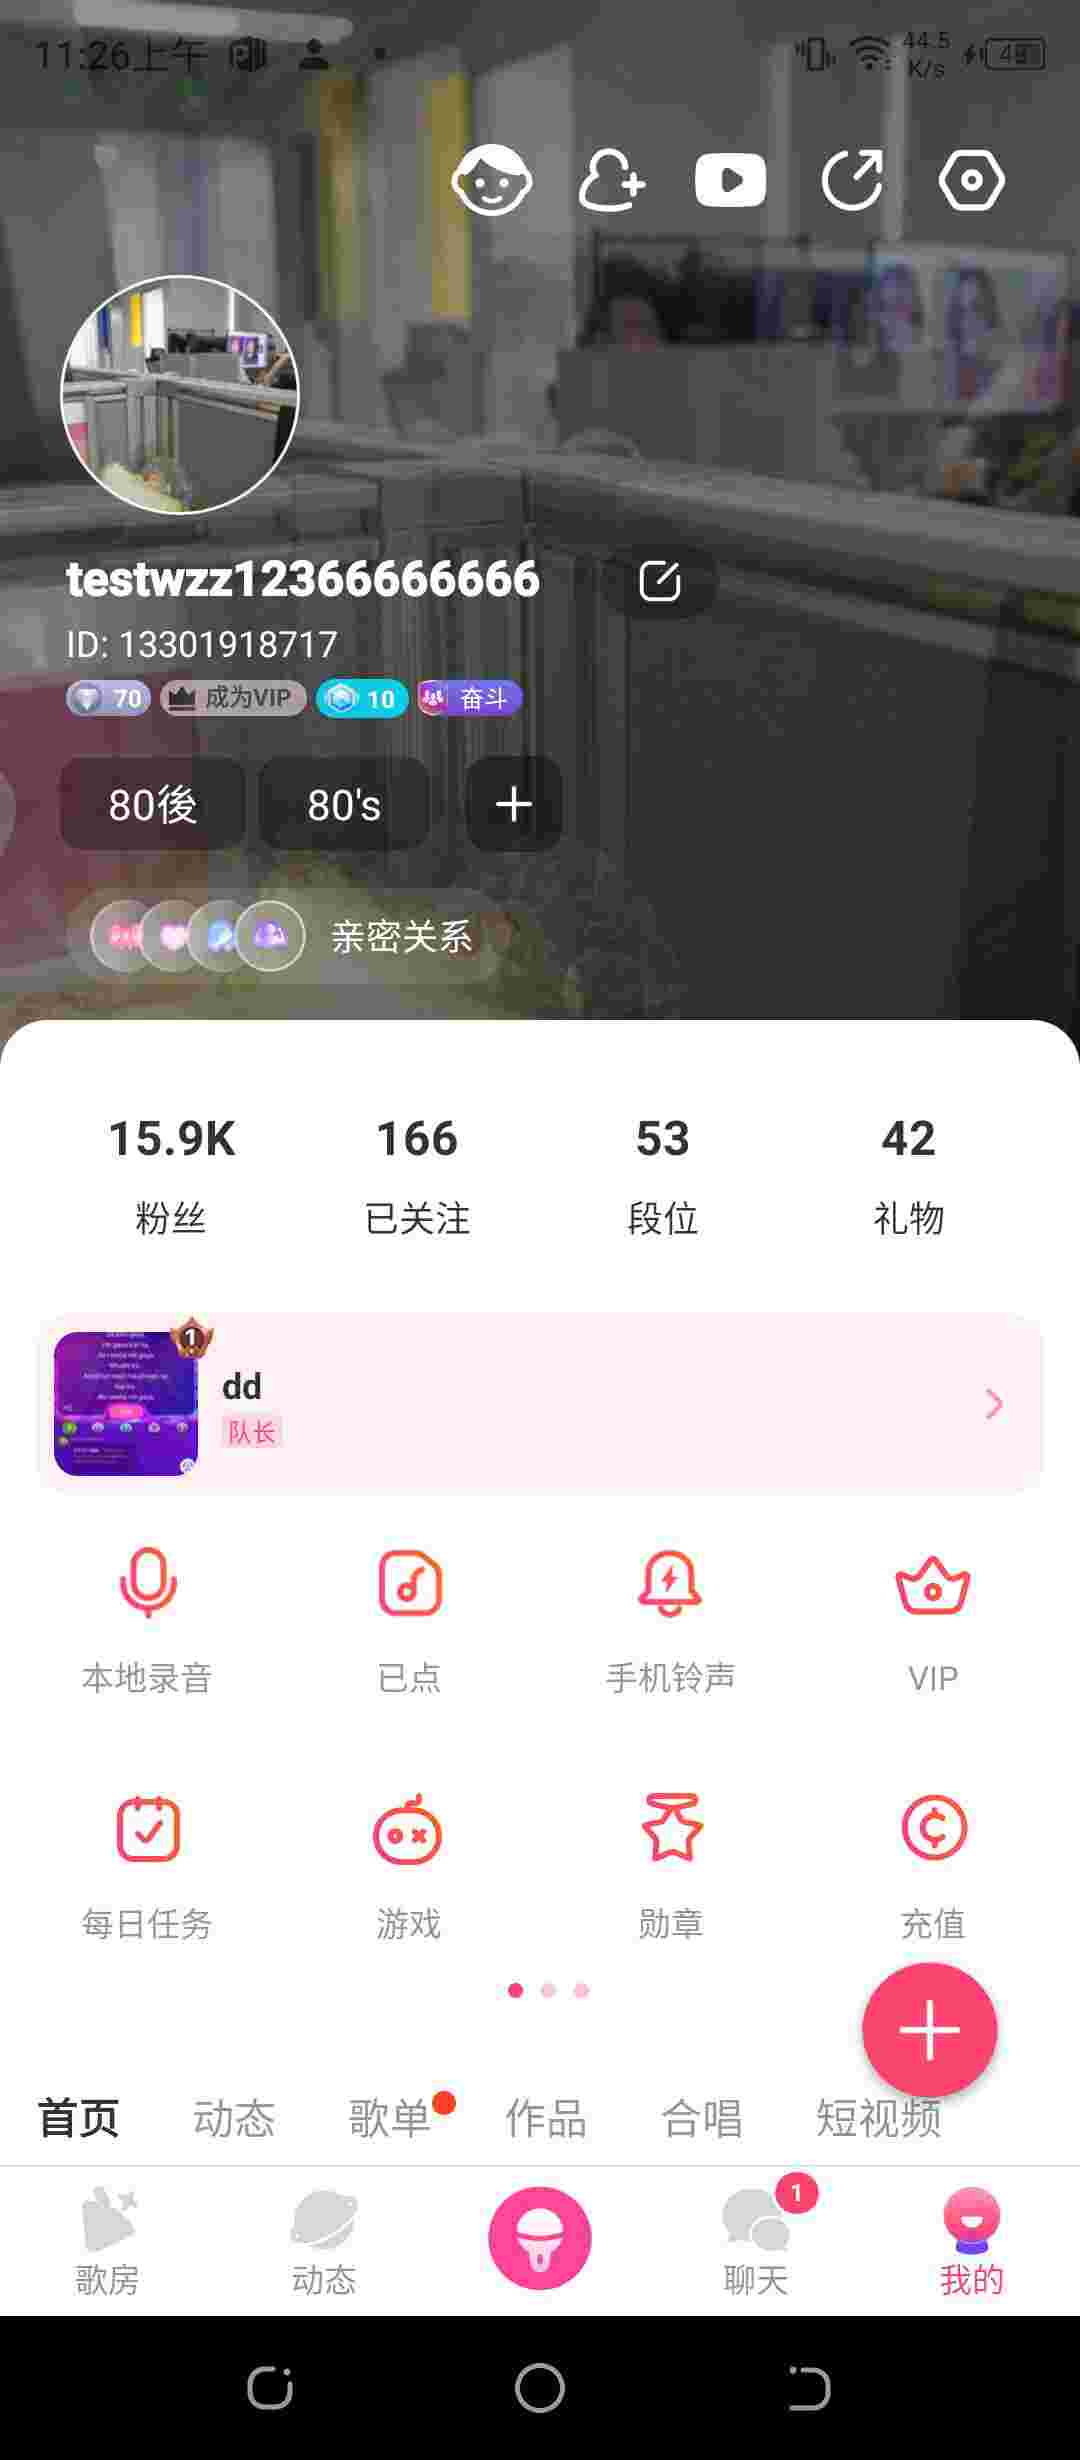 11:26上午
44.5
K/s
testwzz12366666666
ID: 13301918717
70
成为VIP
10
奋斗
80後
80's
亲密关系
15.9K
166
53
42
粉丝
已关注
段位
礼物
1
dd
队长
本地录音
已点
手机铃声
VIP
每日任务
游戏
勋章
充值
首页
动态
歌单
作品
合唱
短视频
1
歌房
动态
聊天
我的